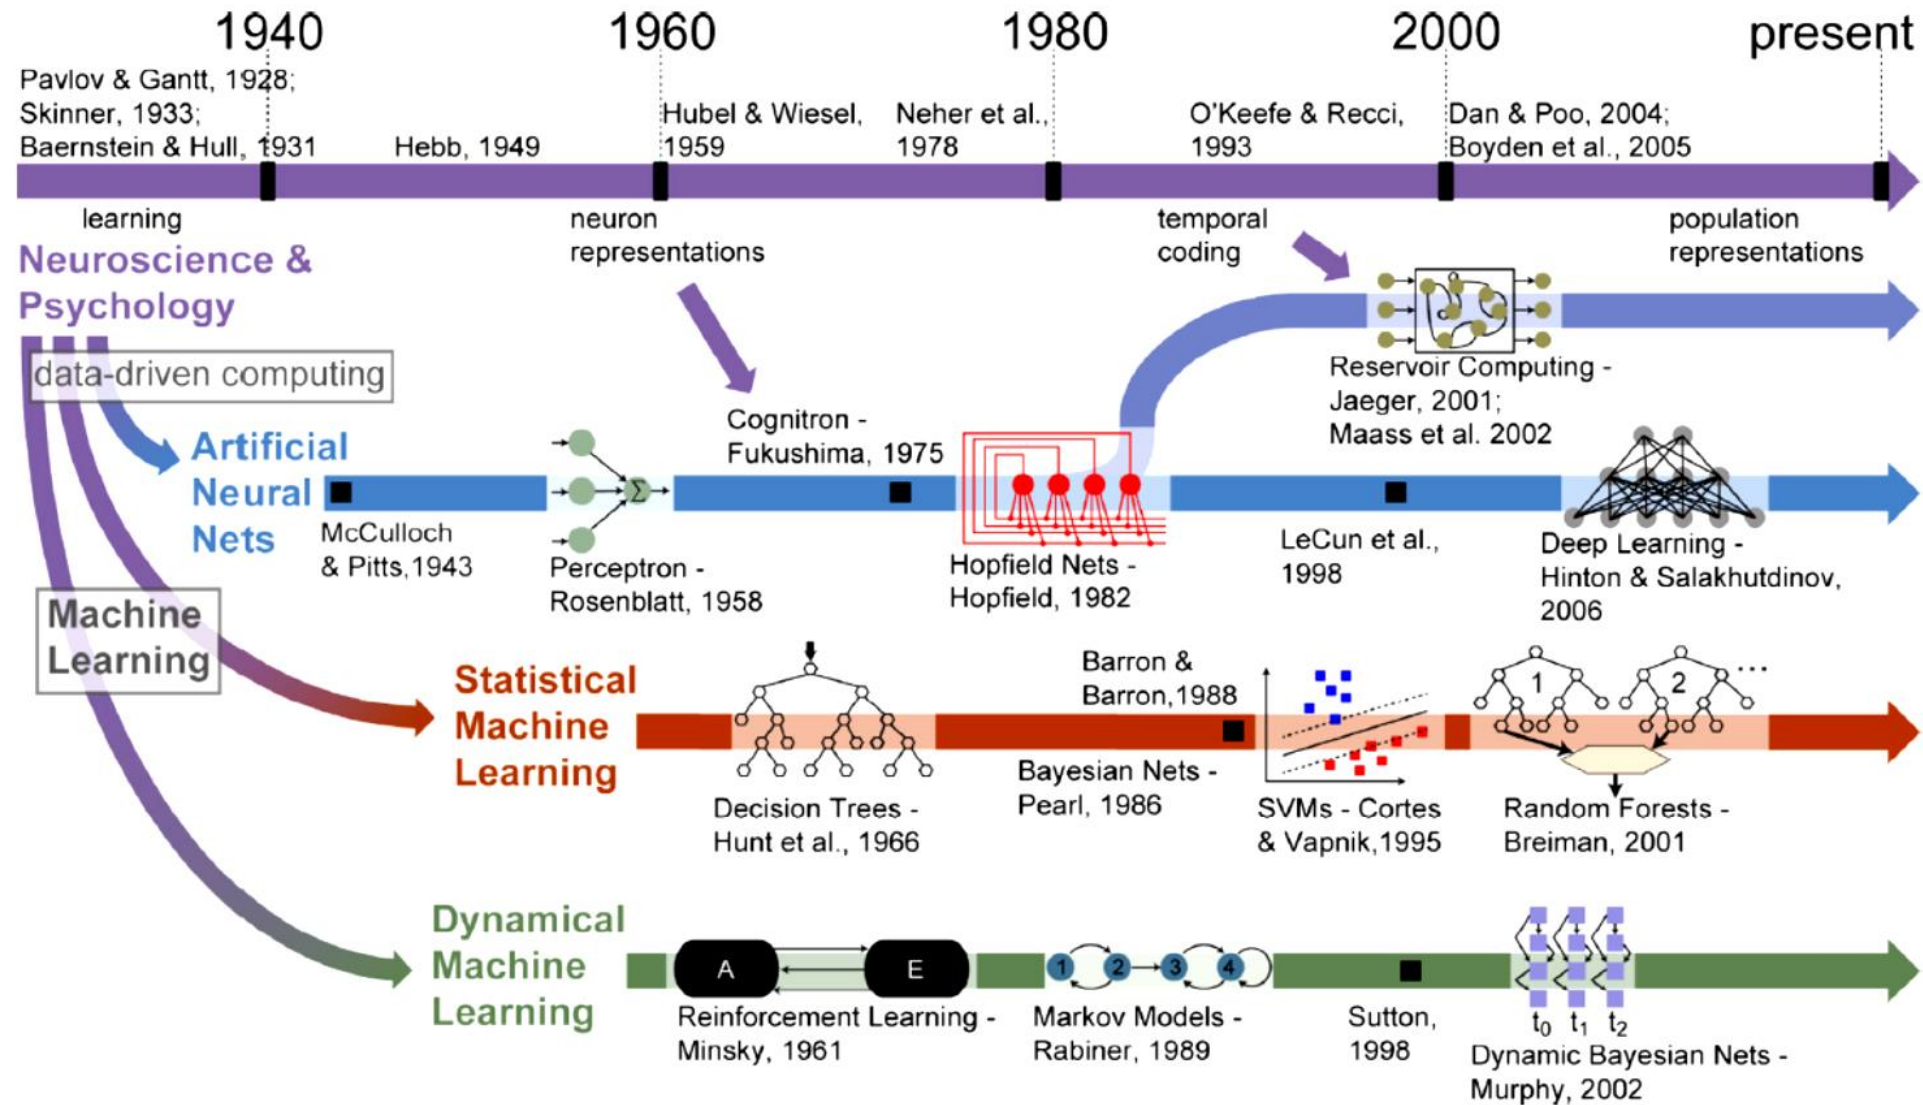 1940
1960
1980
2000
present
Pavlov & Gantt, 1928;
Skinner, 1933;
Baernstein & Hull, 1931
Hebb, 1949
Hubel & Wiesel,
1959
Neher et al.,
1978
O'Keefe & Recci,
1993
Dan & Poo, 2004;
Boyden et al., 2005
learning
neuron
representations
temporal
coding
population
representations
Neuroscience &
Psychology
data-driven computing
Reservoir Computing -
Jaeger, 2001;
Maass et al. 2002
Artificial
Neural
Nets
McCulloch
& Pitts,1943
Σ
Perceptron -
Rosenblatt, 1958
Cognitron -
Fukushima, 1975
Hopfield Nets -
Hopfield, 1982
LeCun et al.,
1998
Deep Learning -
Hinton & Salakhutdinov,
2006
Machine
Learning
Statistical
Machine
Learning
Decision Trees -
Hunt et al., 1966
Barron &
Barron,1988
Bayesian Nets -
Pearl, 1986
SVMs - Cortes
& Vapnik,1995
1
2
...
Random Forests -
Breiman, 2001
Dynamical
Machine
Learning
A
E
Reinforcement Learning -
Minsky, 1961
1 2 3 4
Markov Models -
Rabiner, 1989
Sutton,
1998
t0 t1 t2
Dynamic Bayesian Nets -
Murphy, 2002